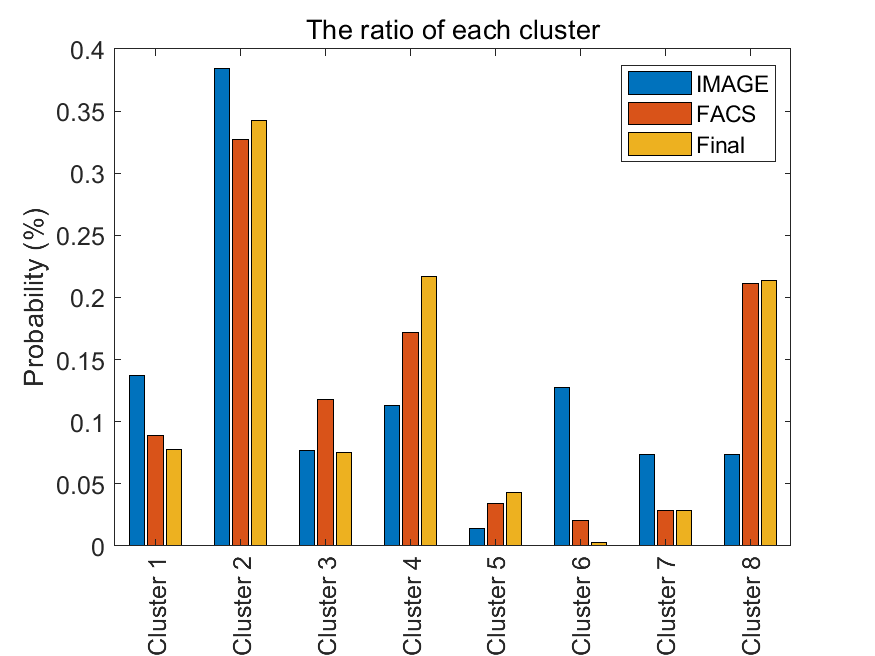 The ratio of each cluster
IMAGE
FACS
Final
Probability (%)
0.4
0.35
0.3
0.25
0.2
0.15
0.1
0.05
0
Cluster 1
Cluster 2
Cluster 3
Cluster 4
Cluster 5
Cluster 6
Cluster 7
Cluster 8